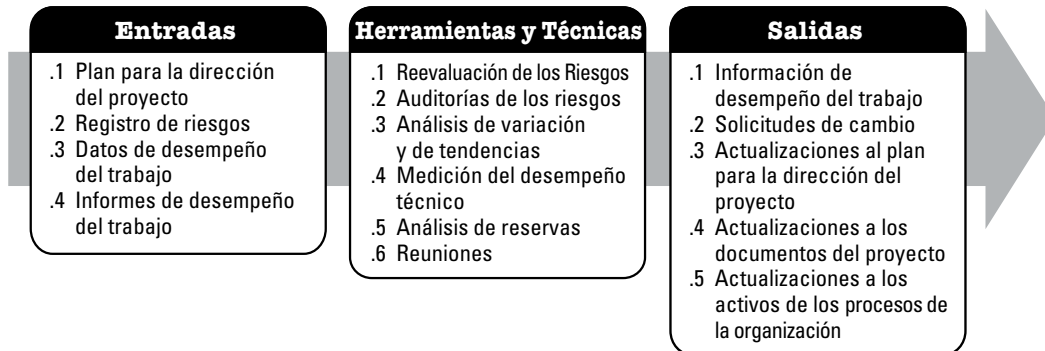 Entradas
.1 Plan para la dirección
del proyecto
.2 Registro de riesgos
.3 Datos de desempeño
del trabajo
.4 Informes de desempeño
del trabajo
Herramientas y Técnicas
.1 Reevaluación de los Riesgos
.2 Auditorías de los riesgos
.3 Análisis de variación
y de tendencias
.4 Medición del desempeño
técnico
.5 Análisis de reservas
.6 Reuniones
Salidas
.1 Información de
desempeño del trabajo
.2 Solicitudes de cambio
.3 Actualizaciones al plan
para la dirección del
proyecto
.4 Actualizaciones a los
documentos del proyecto
.5 Actualizaciones a los
activos de los procesos de
la organización